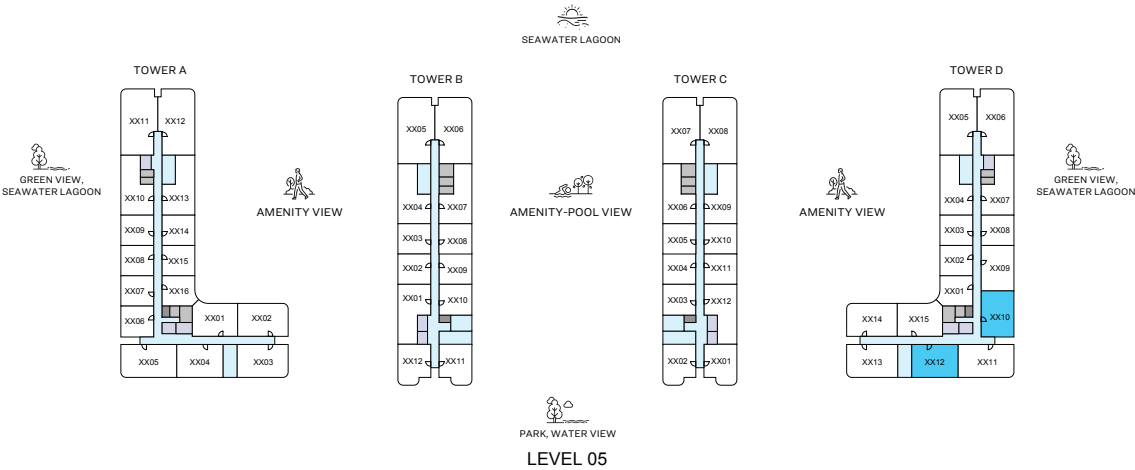 SEAWATER LAGOON
TOWER A
TOWER B
TOWER C
TOWER D
XX11
XX12
XX10
XX13
XX09
XX14
XX08
XX15
XX07
XX16
XX06
XX01
XX02
XX05
XX04
XX03
XX05
XX06
XX04
XX07
XX03
XX08
XX02
XX09
XX01
XX10
XX12
XX11
XX07
XX08
XX06
XX09
XX05
XX10
XX04
XX11
XX03
XX12
XX02
XX01
XX05
XX06
XX04
XX07
XX03
XX08
XX02
XX09
XX01
XX10
XX14
XX15
XX13
XX12
XX11
GREEN VIEW,
SEAWATER LAGOON
AMENITY VIEW
AMENITY-POOL VIEW
AMENITY VIEW
GREEN VIEW,
SEAWATER LAGOON
PARK, WATER VIEW
LEVEL 05